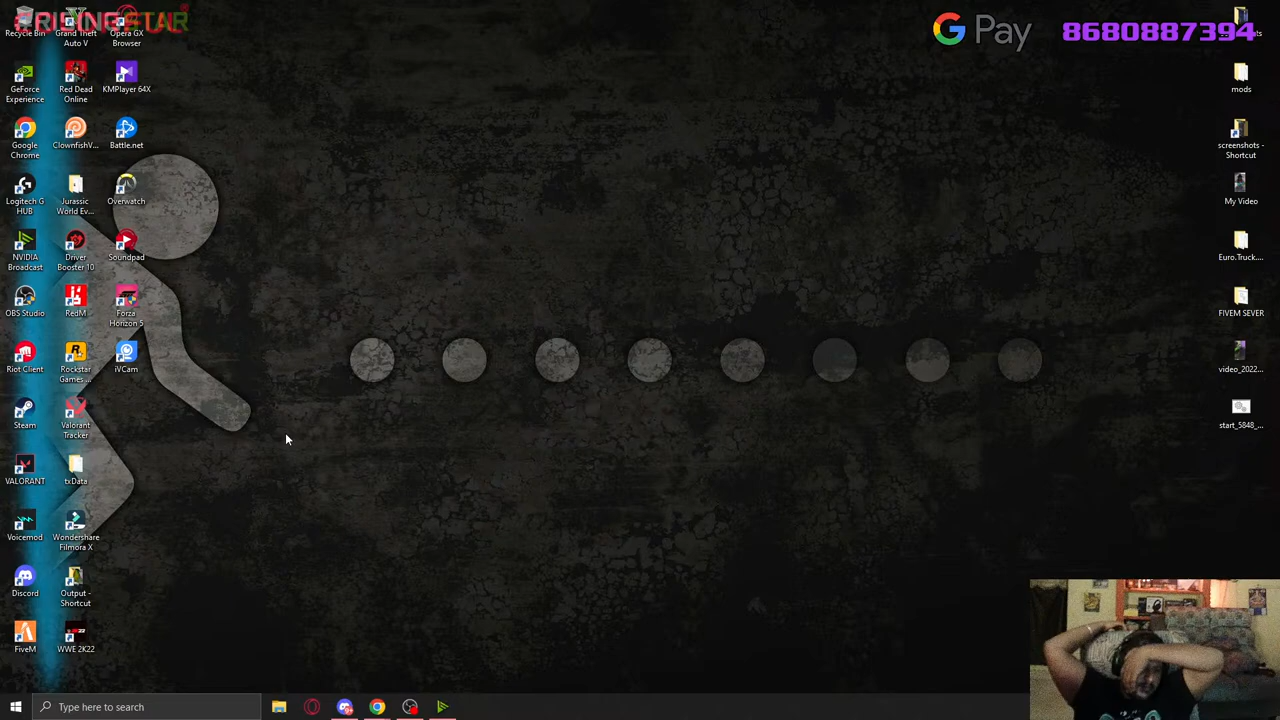 RISINGSTAR
G Pay 8680887394
Recycle Bin
Grand Theft
Auto V
Opera GX
Browser
GeForce
Experience
Red Dead
Online
KMPlayer 64X
mods
Google
Chrome
ClownfishV...
Battle.net
screenshots -
Shortcut
Logitech G
HUB
Jurassic
World Ev...
Overwatch
My Video
NVIDIA
Broadcast
Driver
Booster 10
Soundpad
Euro.Truck....
OBS Studio
RedM
Forza
Horizon 5
FIVEM SEVER
Riot Client
Rockstar
Games ...
iVCam
video_2022...
Steam
Valorant
Tracker
start_5848_...
VALORANT
txData
Voicemod
Wondershare
Filmora X
Discord
Output -
Shortcut
FiveM
WWE 2K22
Type here to search